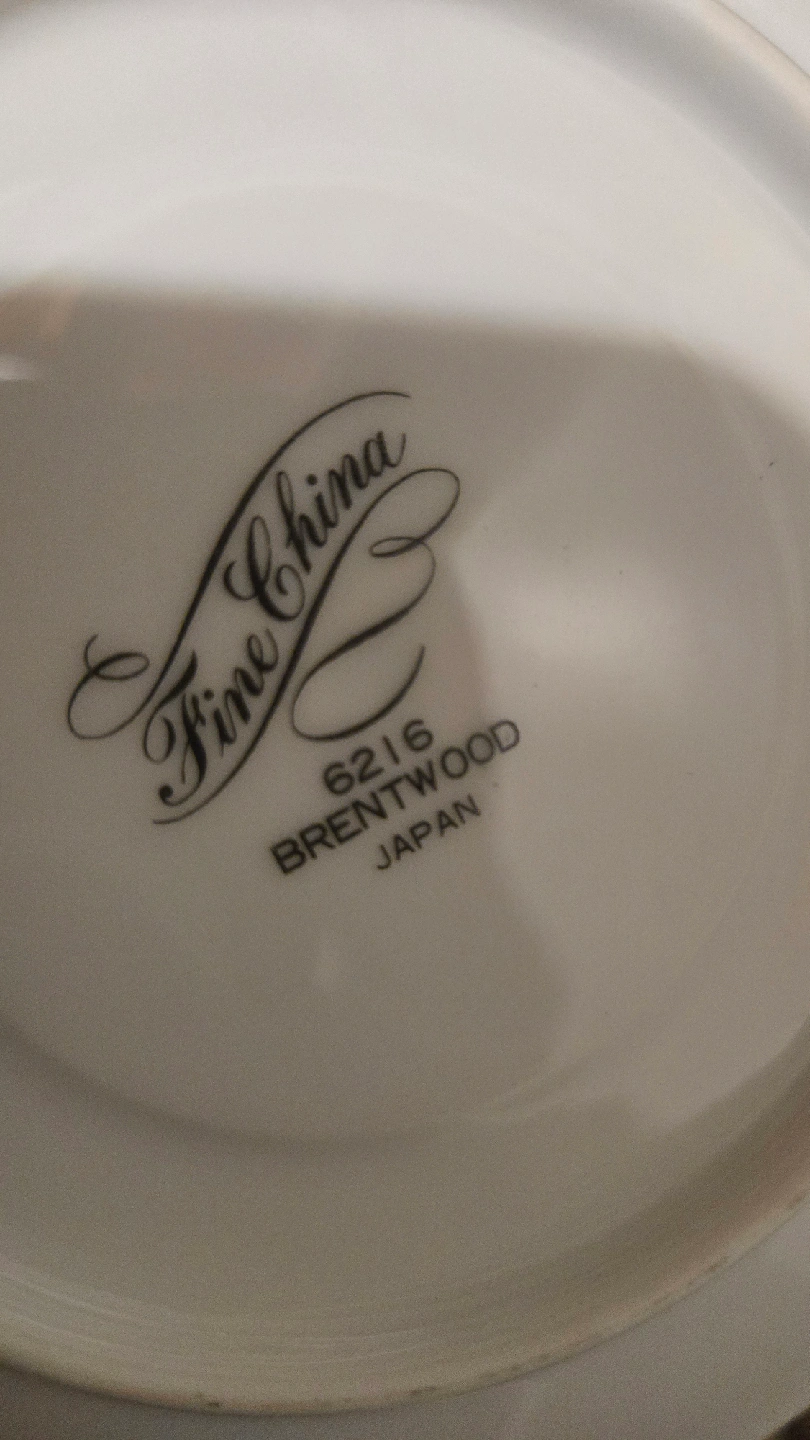 Fine China
6216
BRENTWOOD
JAPAN